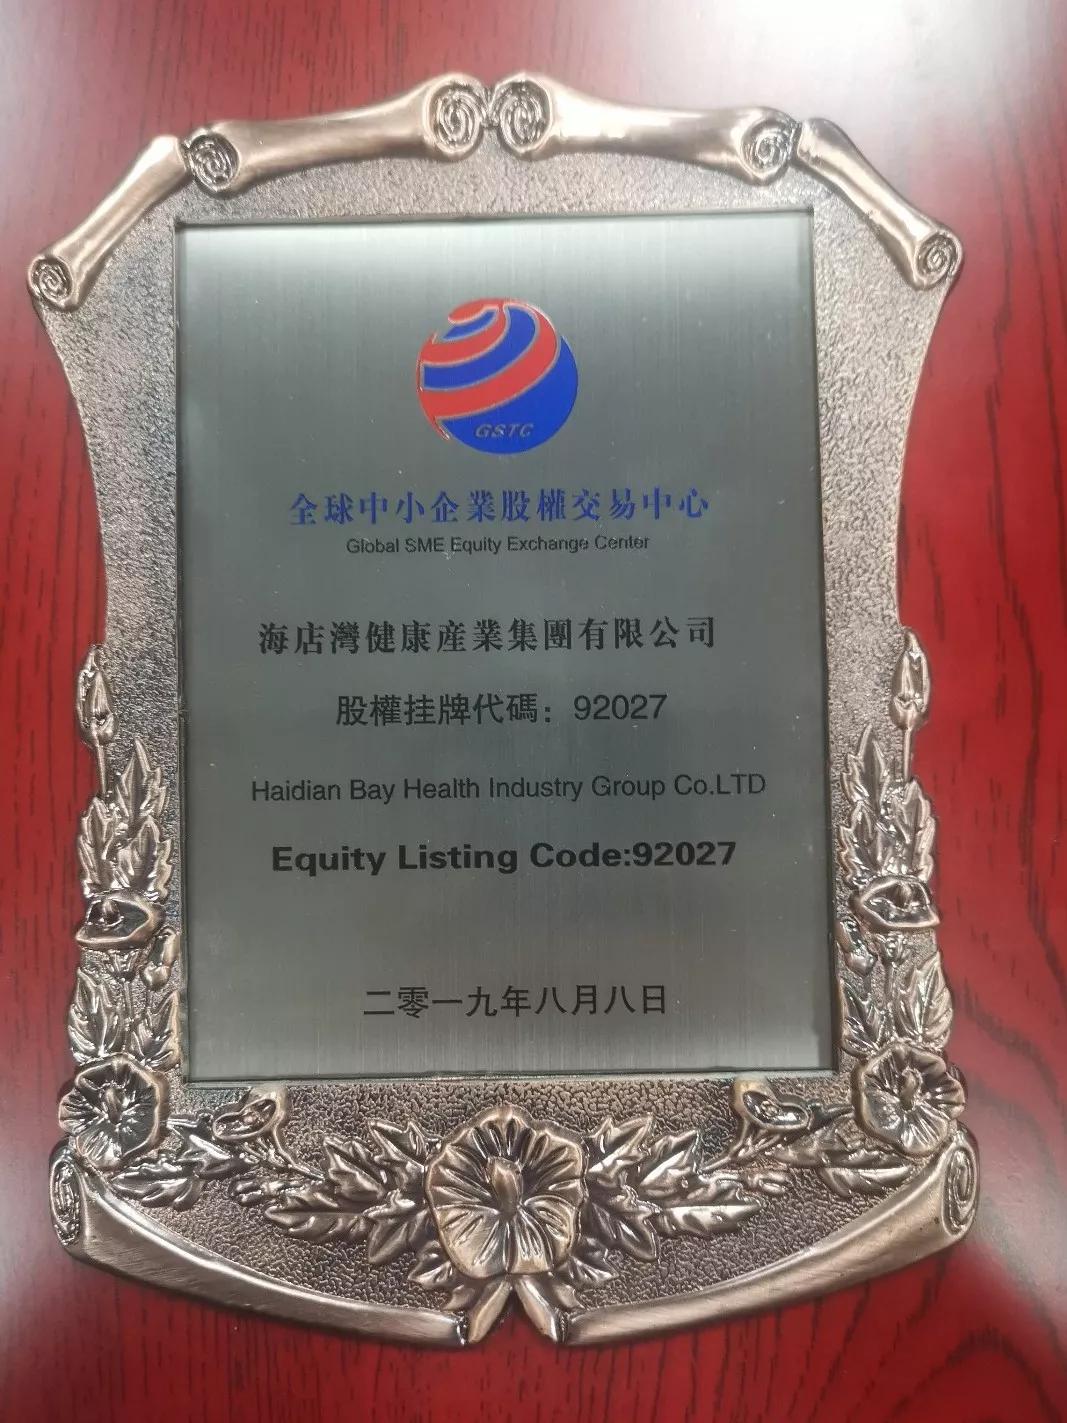 GSTC
全球中小企業股權交易中心
Global SME Equity Exchange Center
海店灣健康産業集團有限公司
股權挂牌代碼：92027
Haidian Bay Health Industry Group Co.LTD
Equity Listing Code:92027
二零一九年八月八日